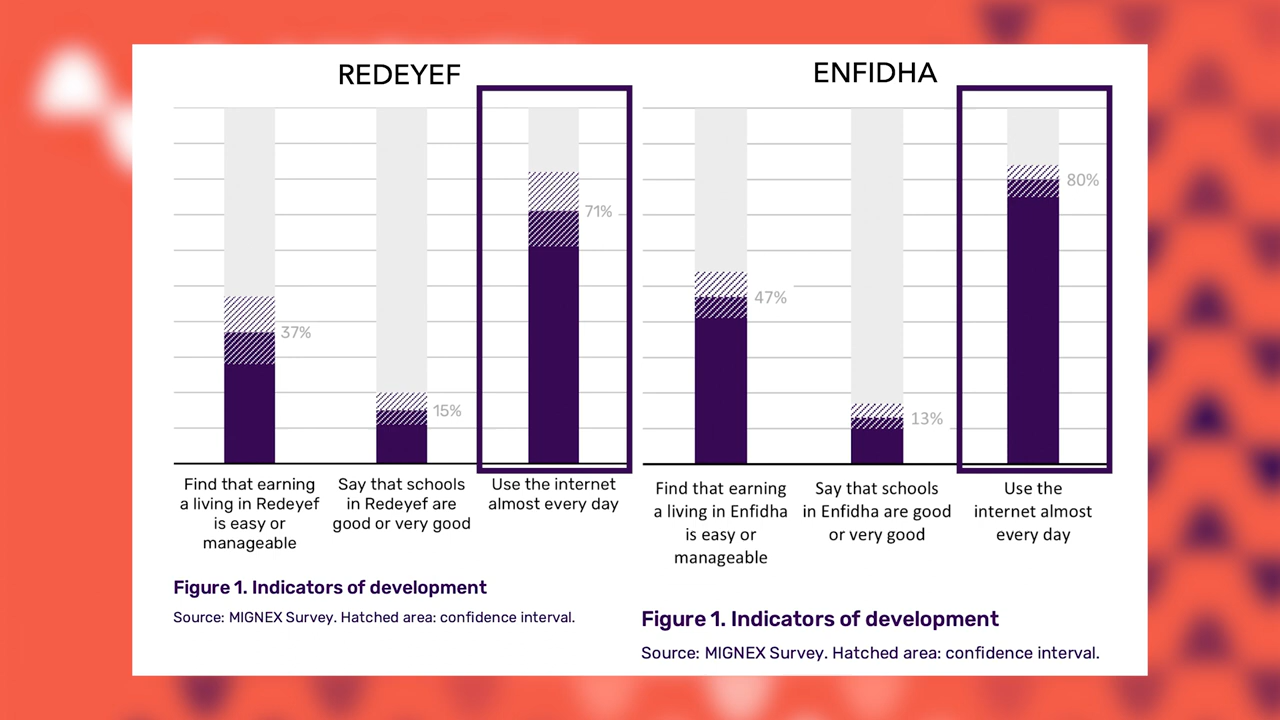 REDEYEF
71%
37%
15%
Find that earning
a living in Redeyef
is easy or
manageable
Say that schools
in Redeyef are
good or very good
Use the internet
almost every day
Figure 1. Indicators of development
Source: MIGNEX Survey. Hatched area: confidence interval.
ENFIDHA
80%
47%
13%
Find that earning
a living in Enfidha
is easy or
manageable
Say that schools
in Enfidha are good
or very good
Use the
internet almost
every day
Figure 1. Indicators of development
Source: MIGNEX Survey. Hatched area: confidence interval.